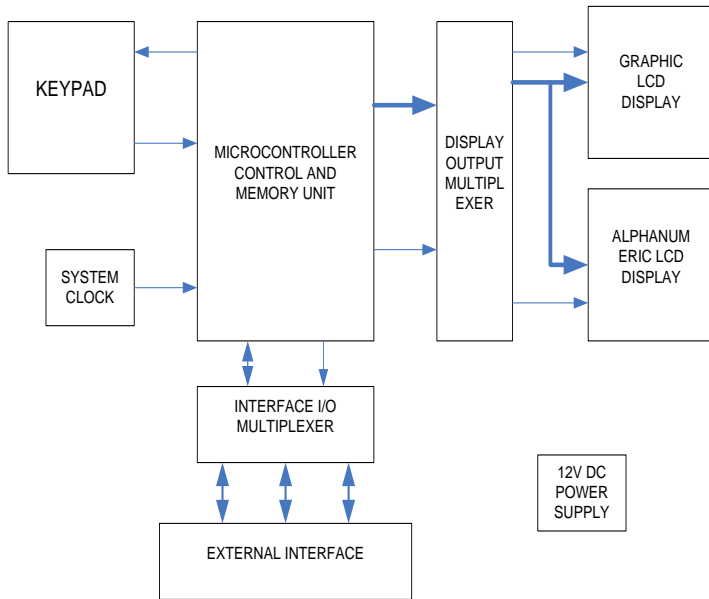 KEYPAD
MICROCONTROLLER
CONTROL AND
MEMORY UNIT
DISPLAY
OUTPUT
MULTIPL
EXER
GRAPHIC
LCD
DISPLAY
ALPHANUM
ERIC LCD
DISPLAY
SYSTEM
CLOCK
INTERFACE I/O
MULTIPLEXER
12V DC
POWER
SUPPLY
EXTERNAL INTERFACE